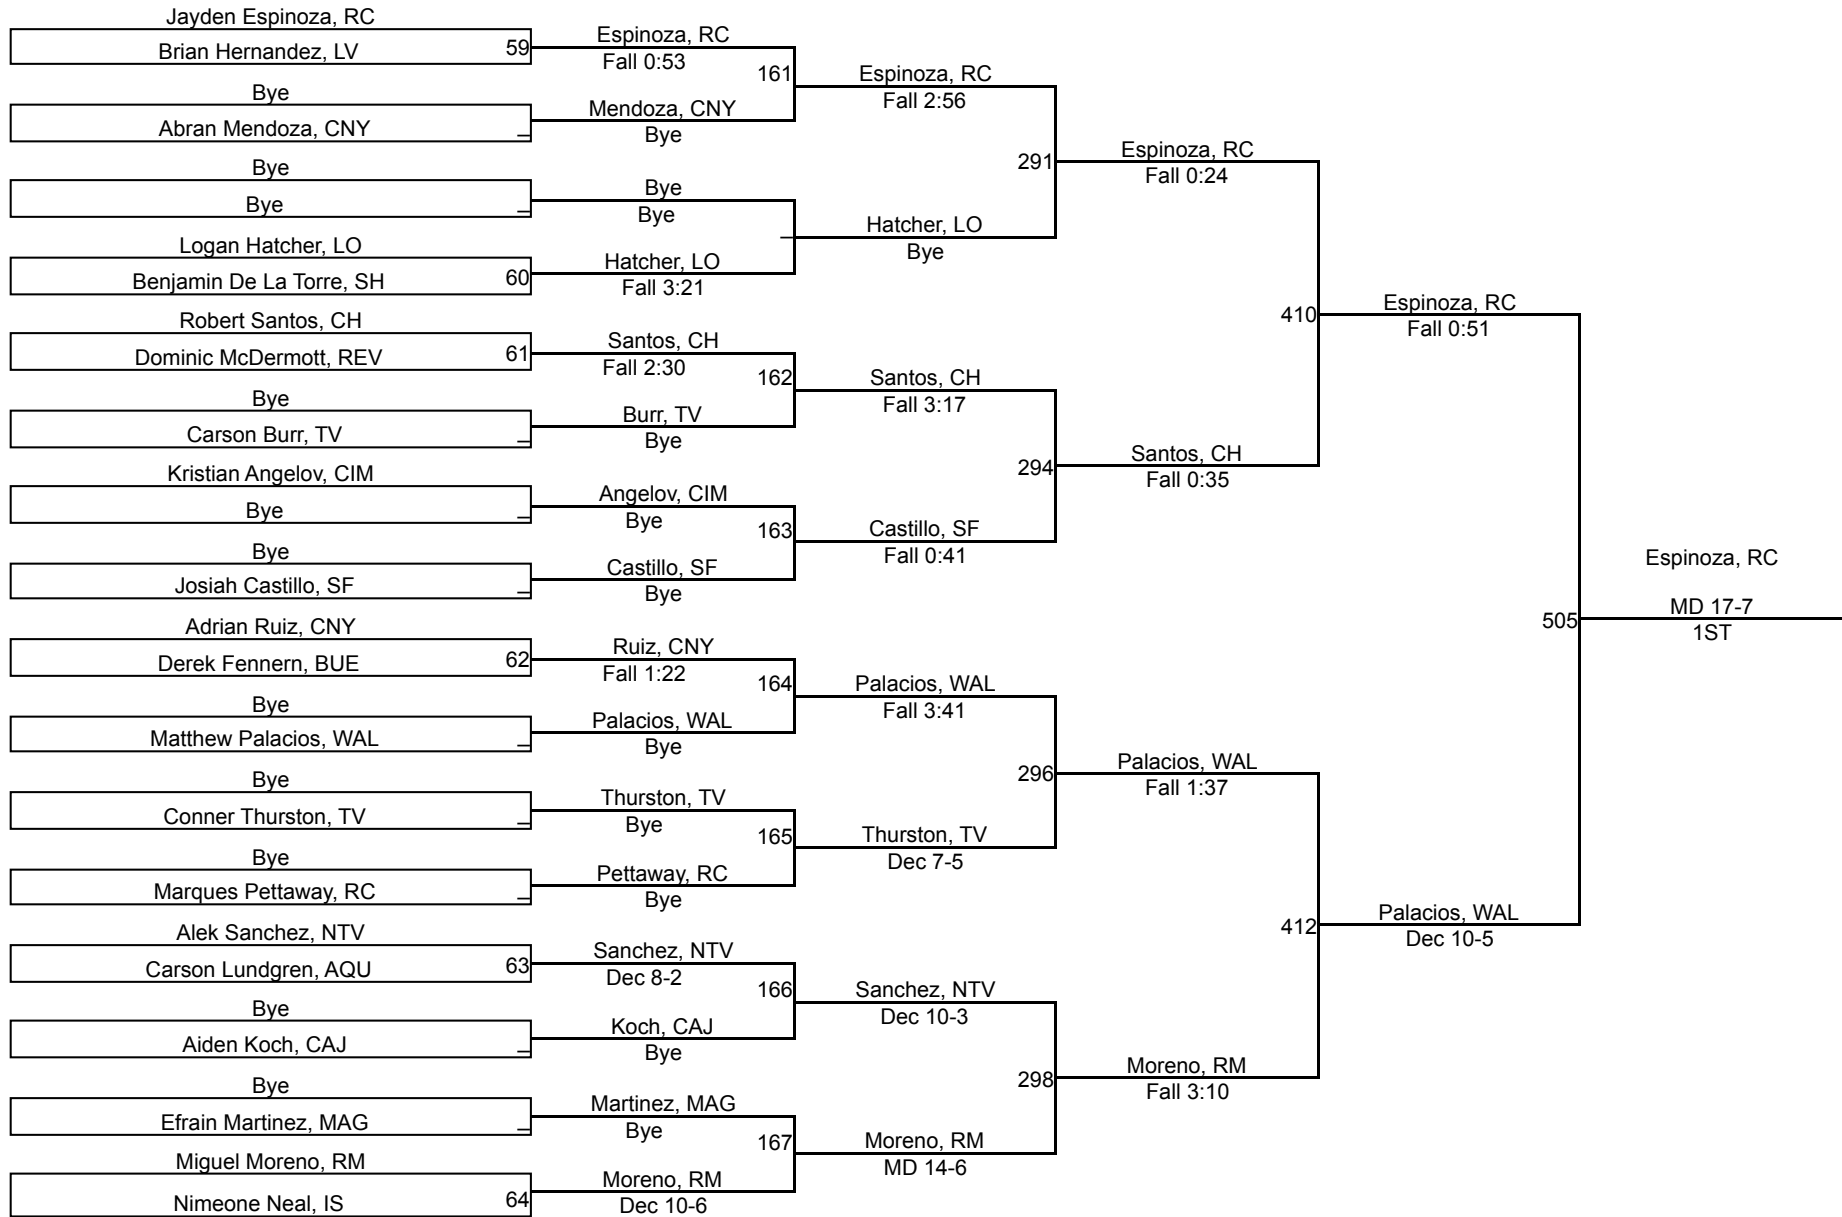 Jayden Espinoza, RC
Brian Hernandez, LV
59
Bye
Abran Mendoza, CNY
_
Bye
Bye
_
Logan Hatcher, LO
Benjamin De La Torre, SH
60
Robert Santos, CH
Dominic McDermott, REV
61
Bye
Carson Burr, TV
_
Kristian Angelov, CIM
Bye
_
Bye
Josiah Castillo, SF
_
Adrian Ruiz, CNY
Derek Fennern, BUE
62
Bye
Matthew Palacios, WAL
_
Bye
Conner Thurston, TV
_
Bye
Marques Pettaway, RC
_
Alek Sanchez, NTV
Carson Lundgren, AQU
63
Bye
Aiden Koch, CAJ
_
Bye
Efrain Martinez, MAG
_
Miguel Moreno, RM
Nimeone Neal, IS
64
Espinoza, RC
Fall 0:53
161
Mendoza, CNY
Bye
Bye
Bye
_
Hatcher, LO
Fall 3:21
Santos, CH
Fall 2:30
162
Burr, TV
Bye
Angelov, CIM
Bye
163
Castillo, SF
Bye
Ruiz, CNY
Fall 1:22
164
Palacios, WAL
Bye
Thurston, TV
Bye
165
Pettaway, RC
Bye
Sanchez, NTV
Dec 8-2
166
Koch, CAJ
Bye
Martinez, MAG
Bye
167
Moreno, RM
Dec 10-6
Espinoza, RC
Fall 2:56
291
Hatcher, LO
Bye
Santos, CH
Fall 3:17
294
Castillo, SF
Fall 0:41
Palacios, WAL
Fall 3:41
296
Thurston, TV
Dec 7-5
Sanchez, NTV
Dec 10-3
298
Moreno, RM
MD 14-6
Espinoza, RC
Fall 0:24
410
Santos, CH
Fall 0:35
Palacios, WAL
Fall 1:37
412
Moreno, RM
Fall 3:10
Espinoza, RC
Fall 0:51
505
Palacios, WAL
Dec 10-5
Espinoza, RC
MD 17-7
1ST